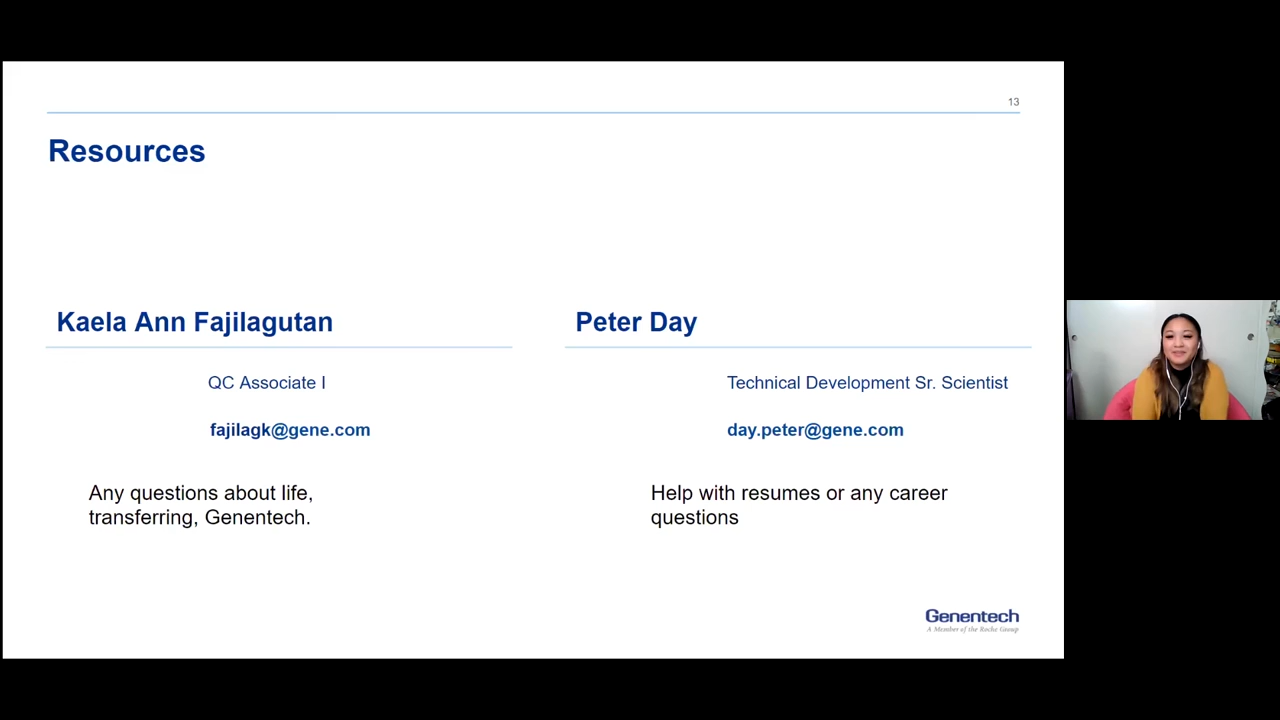 13
Resources
Kaela Ann Fajilagutan
QC Associate I
fajilagk@gene.com
Any questions about life,
transferring, Genentech.
Peter Day
Technical Development Sr. Scientist
day.peter@gene.com
Help with resumes or any career
questions
Genentech
A Member of the Roche Group